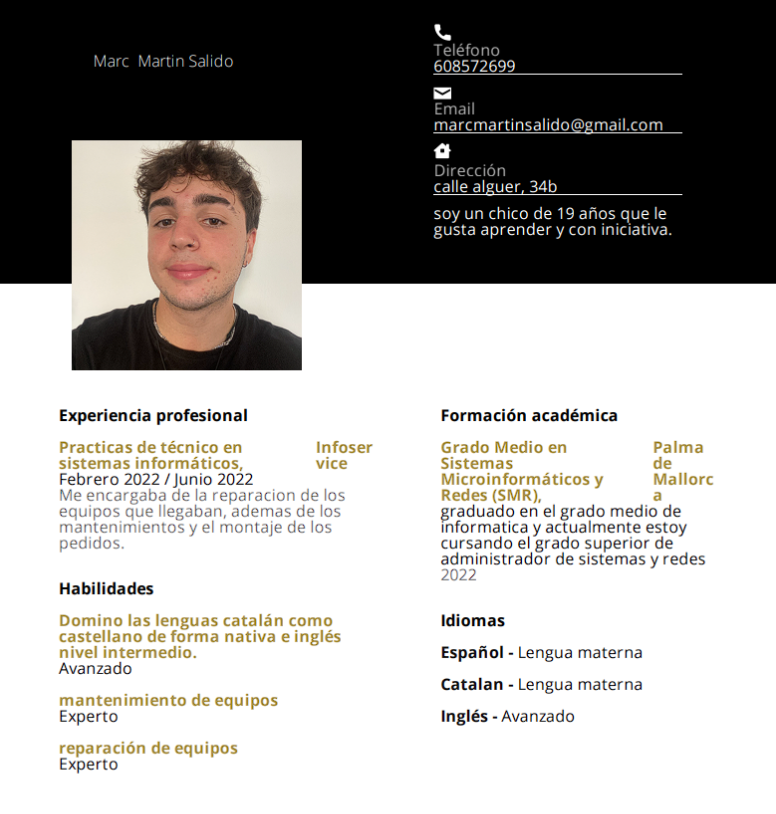 Marc Martin Salido
Teléfono
608572699
Email
marcmartinsalido@gmail.com
Dirección
calle alguer, 34b
soy un chico de 19 años que le
gusta aprender y con iniciativa.
Experiencia profesional
Practicas de técnico en
sistemas informáticos,
Infoser
vice
Febrero 2022 / Junio 2022
Me encargaba de la reparacion de los
equipos que llegaban, ademas de los
mantenimientos y el montaje de los
pedidos.
Habilidades
Domino las lenguas catalán como
castellano de forma nativa e inglés
nivel intermedio.
Avanzado
mantenimiento de equipos
Experto
reparación de equipos
Experto
Formación académica
Grado Medio en
Sistemas
Microinformáticos y
Redes (SMR),
Palma
de
Mallorc
a
graduado en el grado medio de
informatica y actualmente estoy
cursando el grado superior de
administrador de sistemas y redes
2022
Idiomas
Español - Lengua materna
Catalan - Lengua materna
Inglés - Avanzado